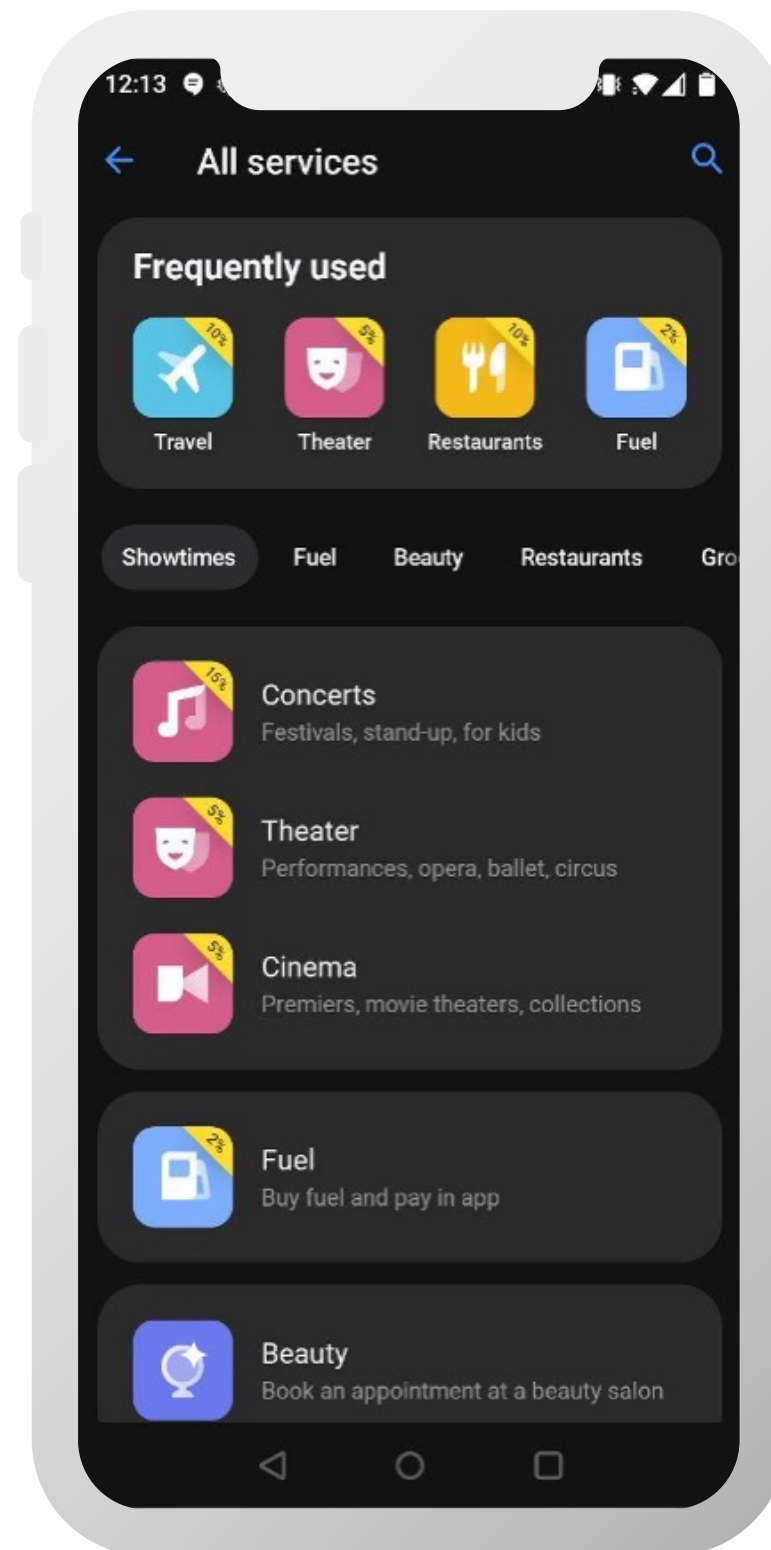 12:13
All services
Frequently used
10%
5%
10%
2%
Travel
Theater
Restaurants
Fuel
Showtimes
Fuel
Beauty
Restaurants
Gro
15%
Concerts
Festivals, stand-up, for kids
5%
Theater
Performances, opera, ballet, circus
5%
Cinema
Premiers, movie theaters, collections
2%
Fuel
Buy fuel and pay in app
Beauty
Book an appointment at a beauty salon